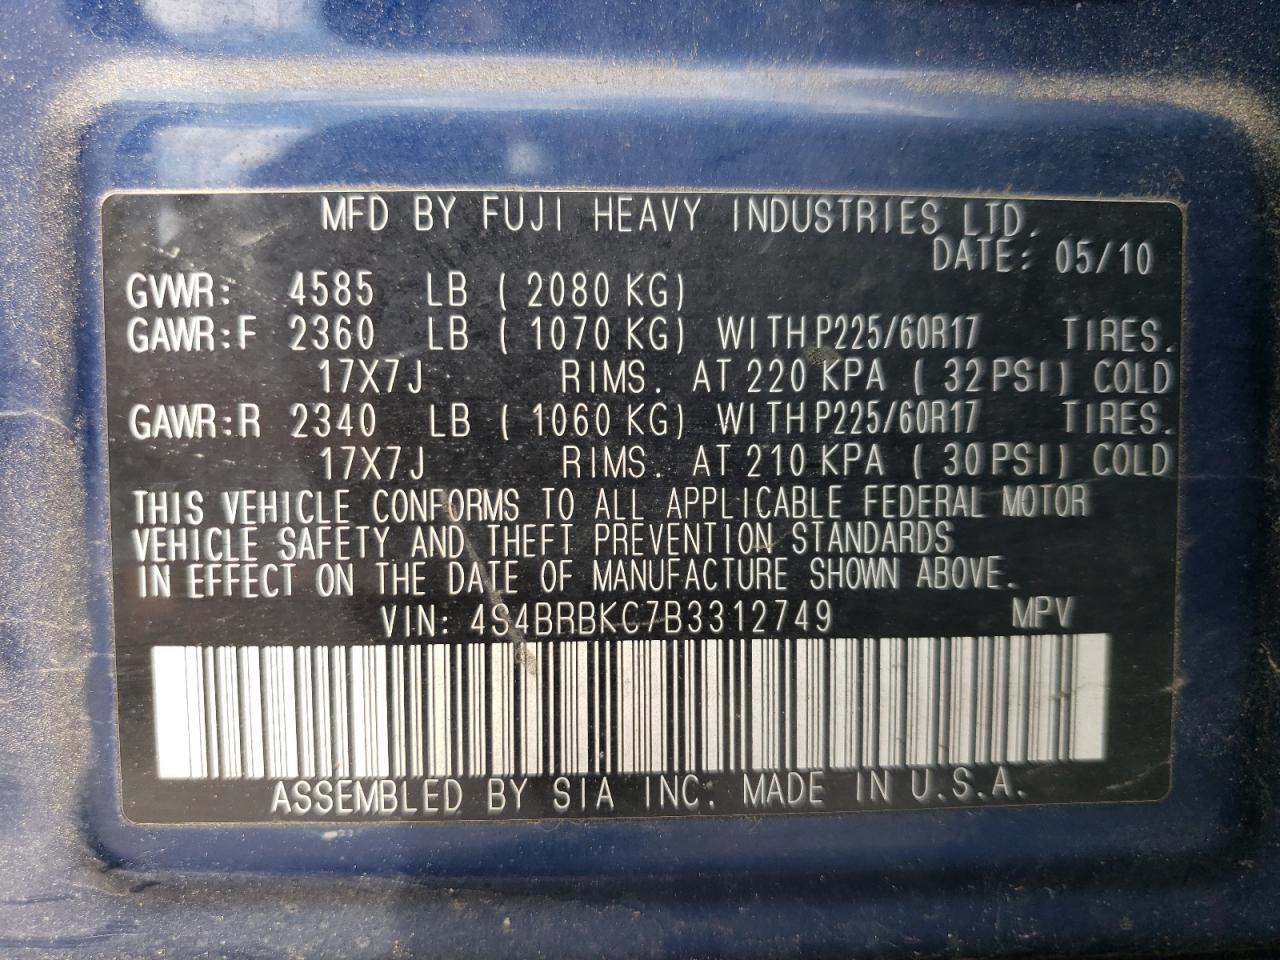 MFD BY FUJI HEAVY INDUSTRIES LTD.
DATE: 05/10
GVWR: 4585 LB ( 2080 KG)
GAWR:F 2360 LB ( 1070 KG) WITH P225/60R17 TIRES.
17X7J RIMS. AT 220 KPA ( 32 PSI) COLD
GAWR:R 2340 LB ( 1060 KG) WITH P225/60R17 TIRES.
17X7J RIMS. AT 210 KPA ( 30 PSI) COLD
THIS VEHICLE CONFORMS TO ALL APPLICABLE FEDERAL MOTOR
VEHICLE SAFETY AND THEFT PREVENTION STANDARDS
IN EFFECT ON THE DATE OF MANUFACTURE SHOWN ABOVE.
VIN: 4S4BRBKC7B3312749 MPV
ASSEMBLED BY SIA INC. MADE IN U.S.A.